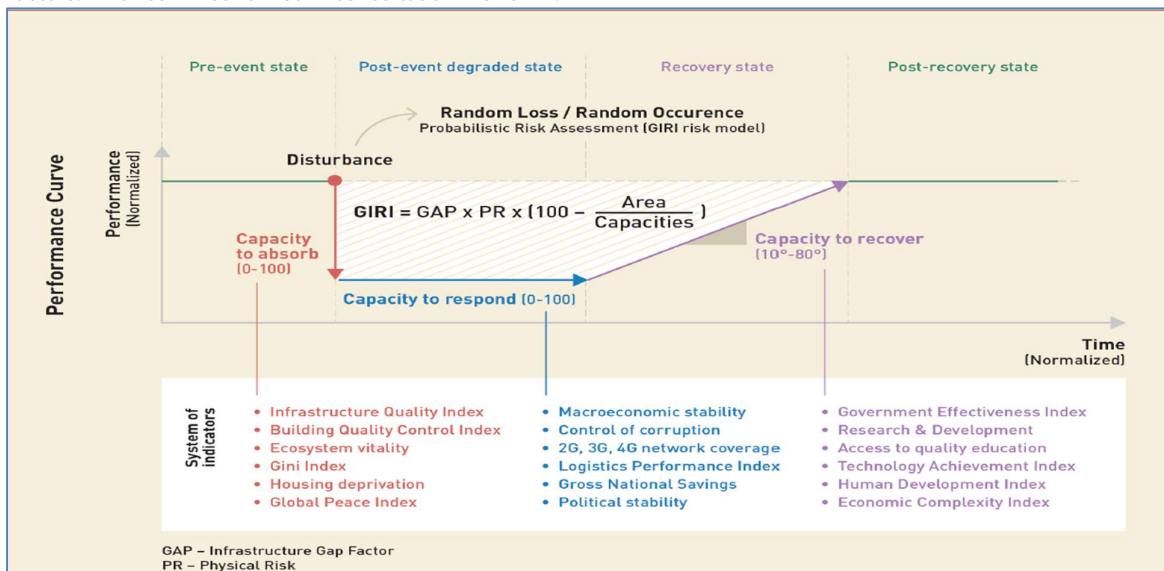 Pre-event state
Post-event degraded state
Recovery state
Post-recovery state
Random Loss / Random Occurence
Probabilistic Risk Assessment (GIRI risk model)
Disturbance
Performance Curve
Performance
(Normalized)
GIRI = GAP x PR x (100 - Area / Capacities )
Capacity
to absorb
(0-100)
Capacity to recover
(10°-80°)
Capacity to respond (0-100)
Time
(Normalized)
System of
indicators
• Infrastructure Quality Index
• Building Quality Control Index
• Ecosystem vitality
• Gini Index
• Housing deprivation
• Global Peace Index
• Macroeconomic stability
• Control of corruption
• 2G, 3G, 4G network coverage
• Logistics Performance Index
• Gross National Savings
• Political stability
• Government Effectiveness Index
• Research & Development
• Access to quality education
• Technology Achievement Index
• Human Development Index
• Economic Complexity Index
GAP – Infrastructure Gap Factor
PR – Physical Risk